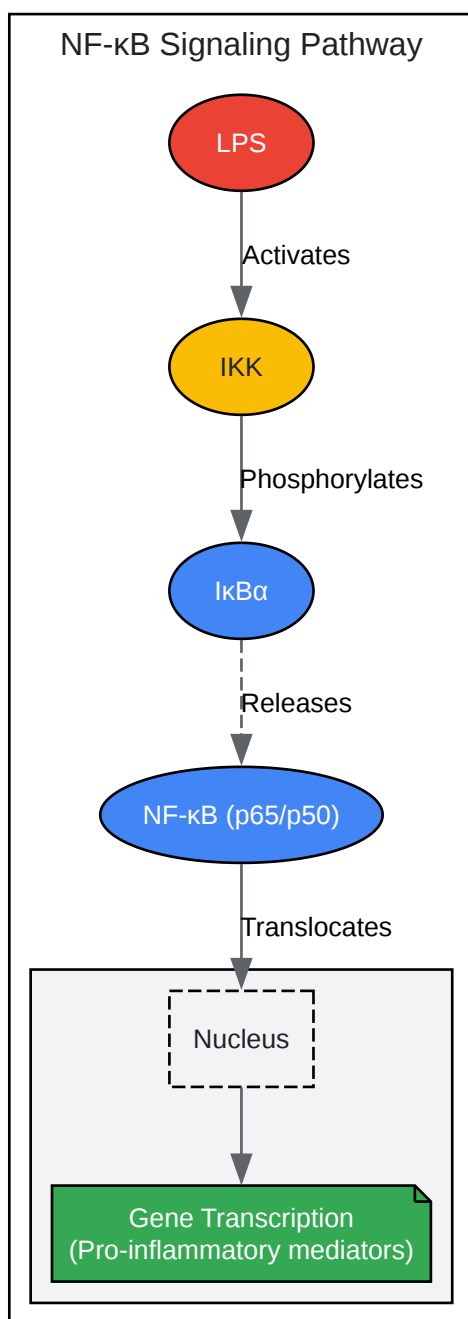 NF-κB Signaling Pathway
LPS
Activates
IKK
Phosphorylates
IκBα
Releases
NF-κB (p65/p50)
Translocates
Nucleus
Gene Transcription
(Pro-inflammatory mediators)